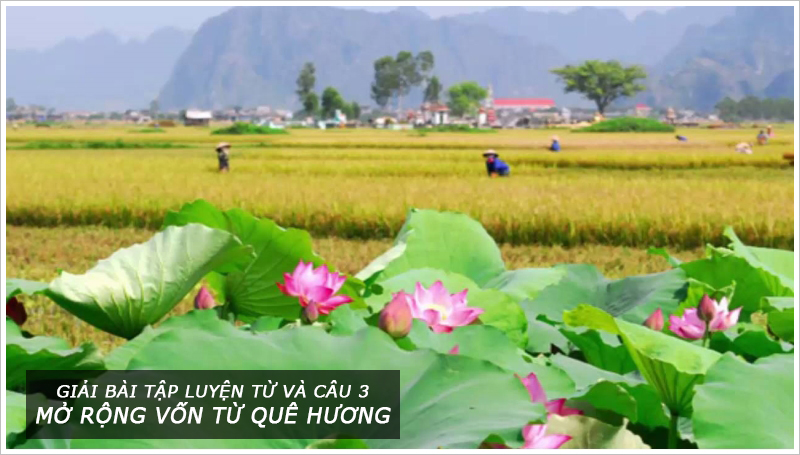 GIẢI BÀI TẬP LUYỆN TỪ VÀ CÂU 3
MỞ RỘNG VỐN TỪ QUÊ HƯƠNG